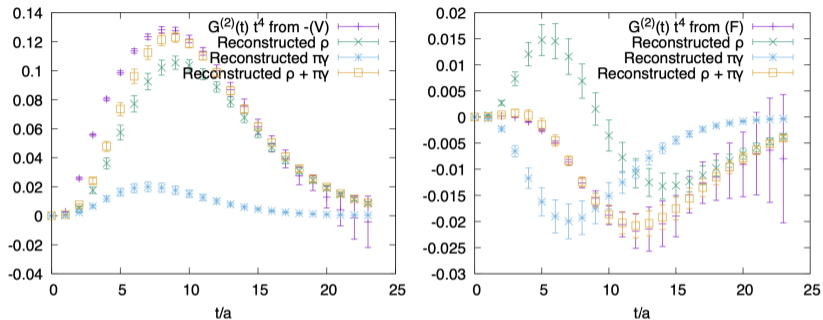 G(2)(t) t4 from -(V)
Reconstructed ρ
Reconstructed πγ
Reconstructed ρ + πγ
0.14
0.12
0.1
0.08
0.06
0.04
0.02
0
-0.02
-0.04
0 5 10 15 20 25
t/a
G(2)(t) t4 from (F)
Reconstructed ρ
Reconstructed πγ
Reconstructed ρ + πγ
0.02
0.015
0.01
0.005
0
-0.005
-0.01
-0.015
-0.02
-0.025
-0.03
0 5 10 15 20 25
t/a